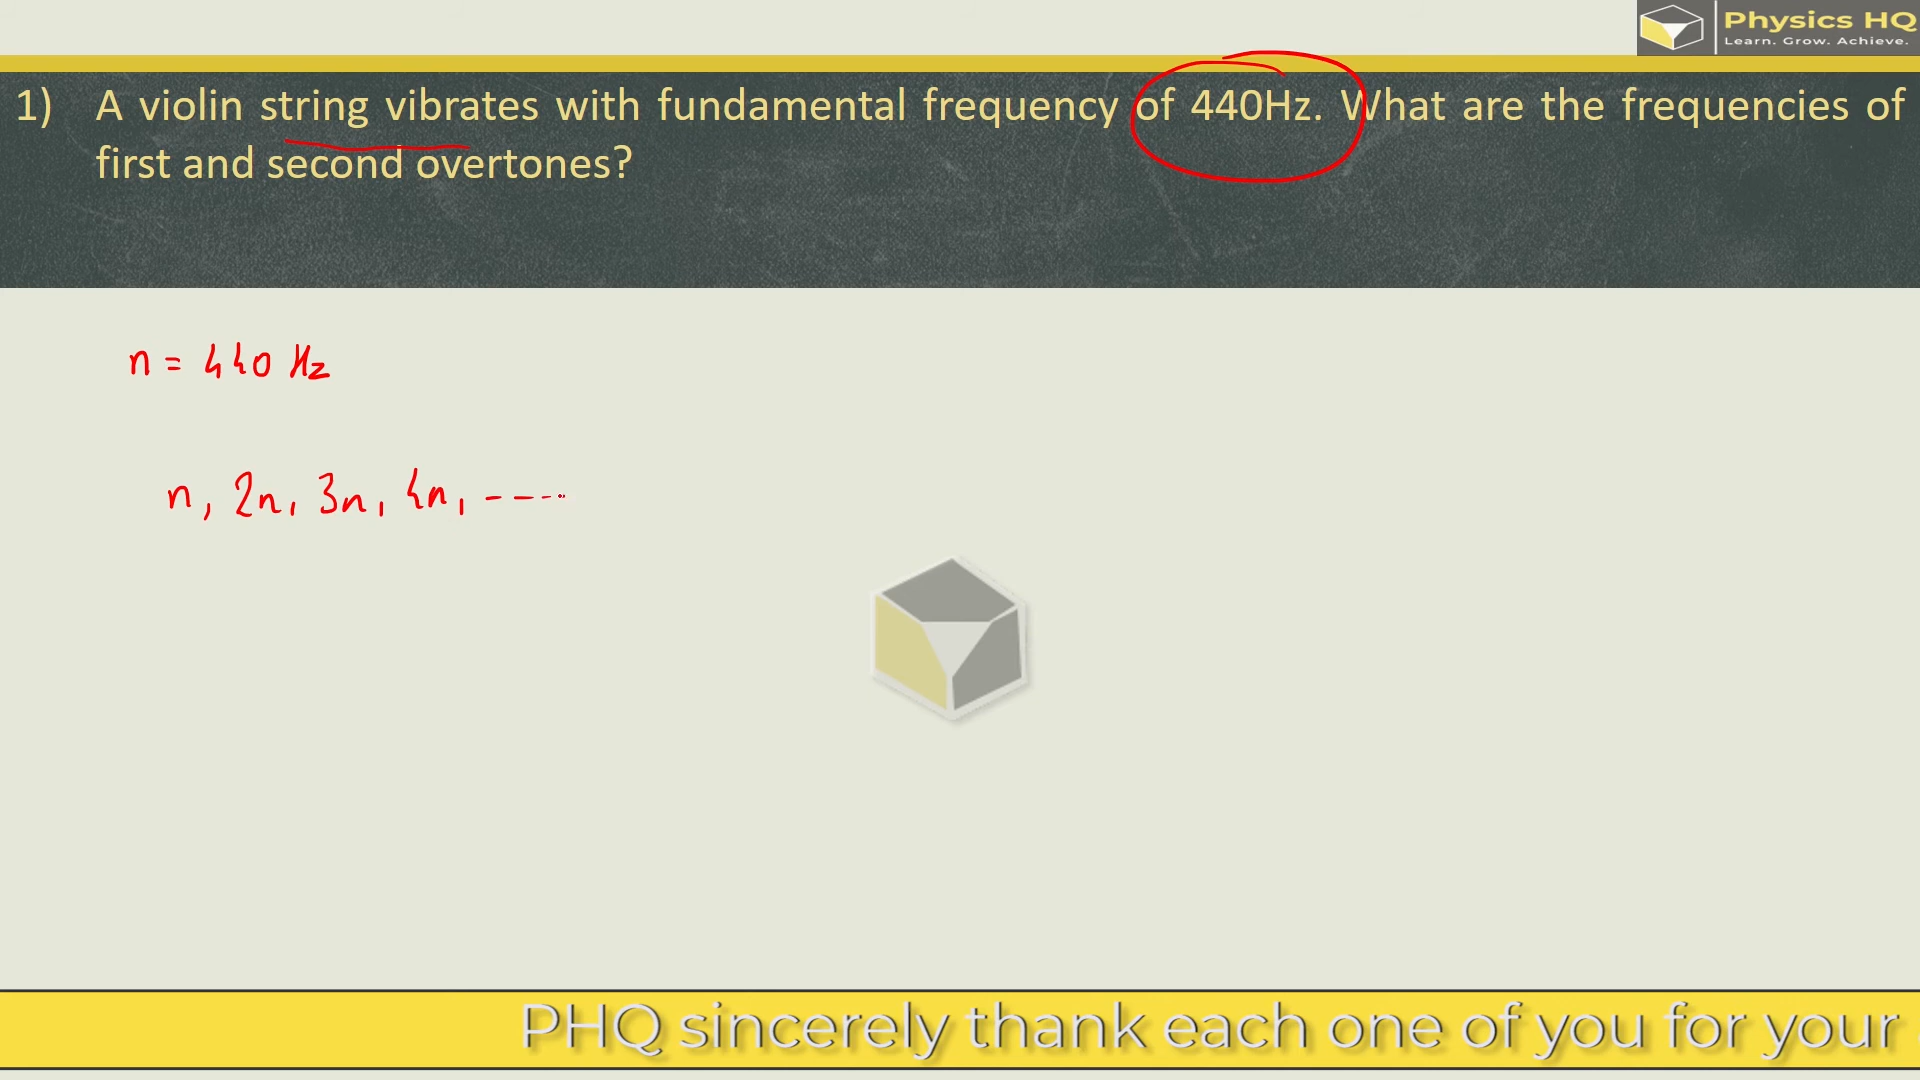 Physics HQ
Learn. Grow. Achieve.
1) A violin string vibrates with fundamental frequency of 440Hz. What are the frequencies of
first and second overtones?
n = 440 Hz
n, 2n, 3n, 4n, -----
PHQ sincerely thank each one of you for your